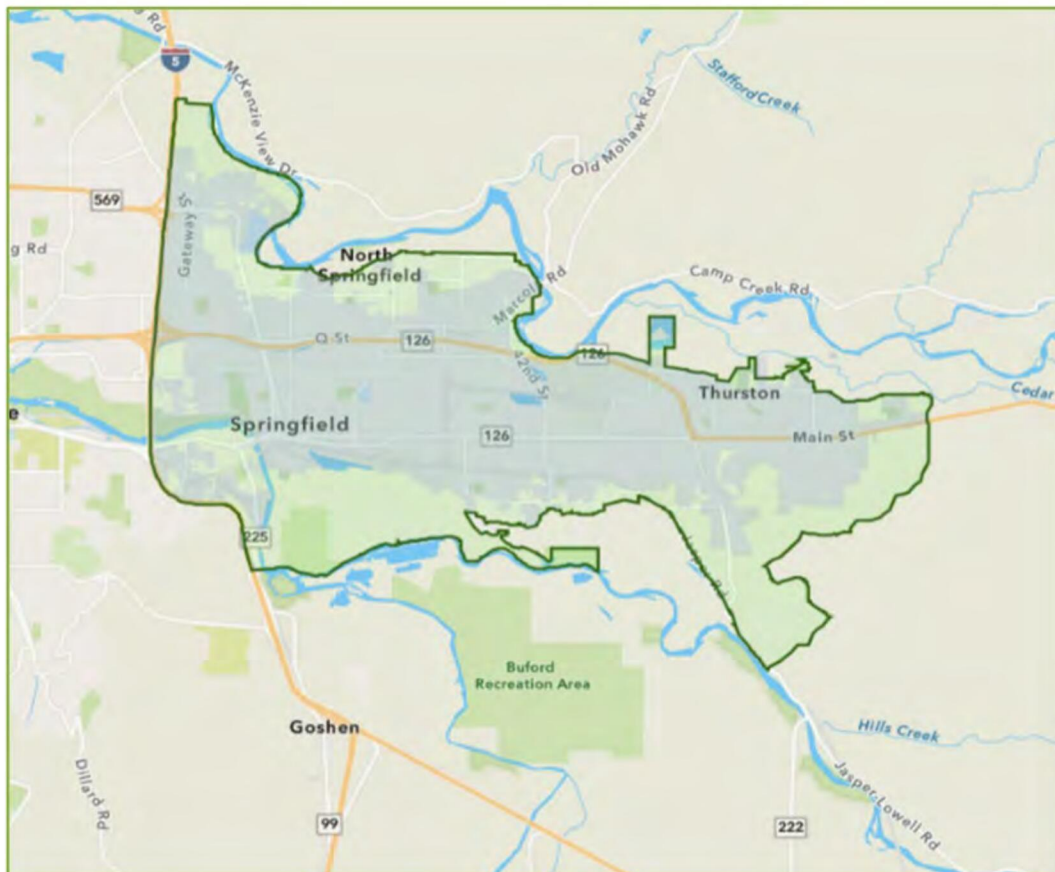 g Rd
5
McKenzie View Dr
Stafford Creek
Old Mohawk Rd
569
Gateway St
g Rd
North
Springfield
Marcola Rd
Camp Creek Rd
Q St
126
126
42nd St
Thurston
Cedar
e
Springfield
126
Main St
225
Jasper Rd
Buford
Recreation Area
Goshen
Hills Creek
Dillard Rd
Jasper Lowell Rd
99
222